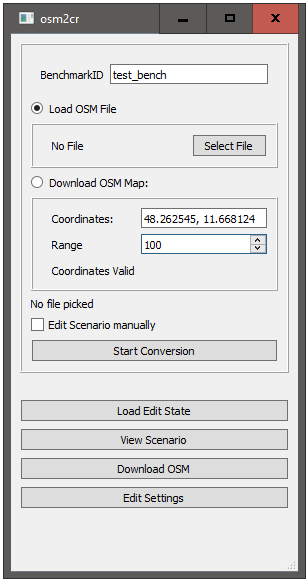 osm2cr
BenchmarkID test_bench
Load OSM File
No File Select File
Download OSM Map:
Coordinates: 48.262545, 11.668124
Range 100
Coordinates Valid
No file picked
Edit Scenario manually
Start Conversion
Load Edit State
View Scenario
Download OSM
Edit Settings